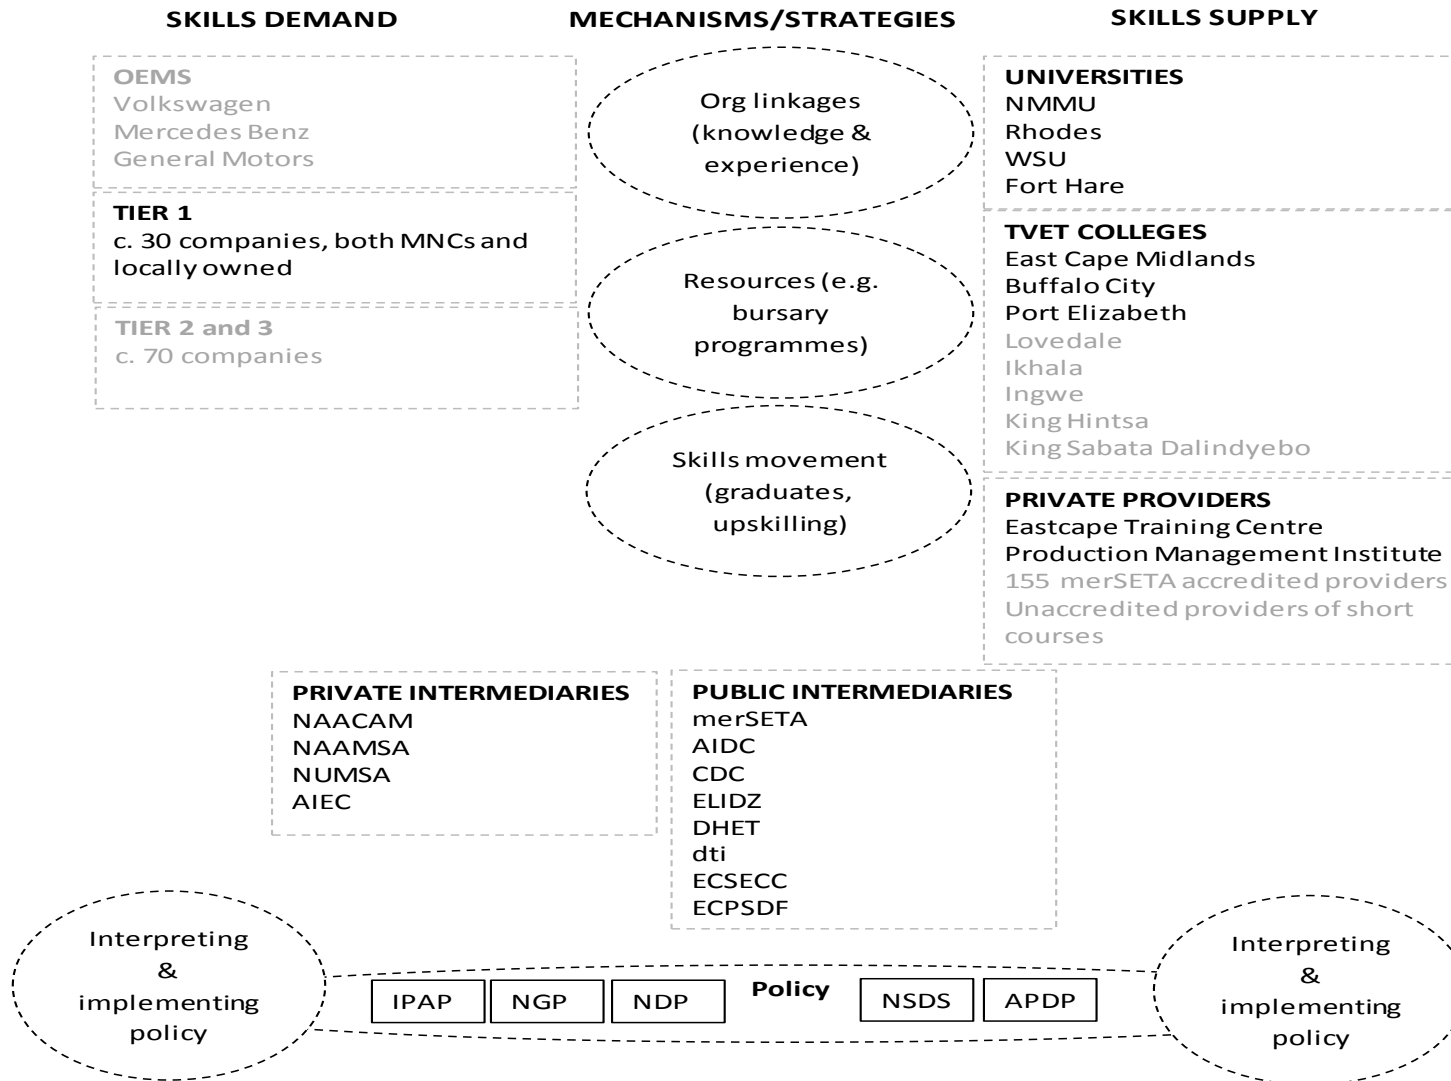 SKILLS DEMAND
MECHANISMS/STRATEGIES
SKILLS SUPPLY
OEMS
Volkswagen
Mercedes Benz
General Motors
TIER 1
c. 30 companies, both MNCs and
locally owned
TIER 2 and 3
c. 70 companies
Org linkages
(knowledge &
experience)
Resources (e.g.
bursary
programmes)
Skills movement
(graduates,
upskilling)
UNIVERSITIES
NMMU
Rhodes
WSU
Fort Hare
TVET COLLEGES
East Cape Midlands
Buffalo City
Port Elizabeth
Lovedale
Ikhala
Ingwe
King Hintsa
King Sabata Dalindyebo
PRIVATE PROVIDERS
Eastcape Training Centre
Production Management Institute
155 merSETA accredited providers
Unaccredited providers of short
courses
PRIVATE INTERMEDIARIES
NAACAM
NAAMSA
NUMSA
AIEC
PUBLIC INTERMEDIARIES
merSETA
AIDC
CDC
ELIDZ
DHET
dti
ECSECC
ECPSDF
Interpreting
&
implementing
policy
IPAP
NGP
NDP
Policy
NSDS
APDP
Interpreting
&
implementing
policy